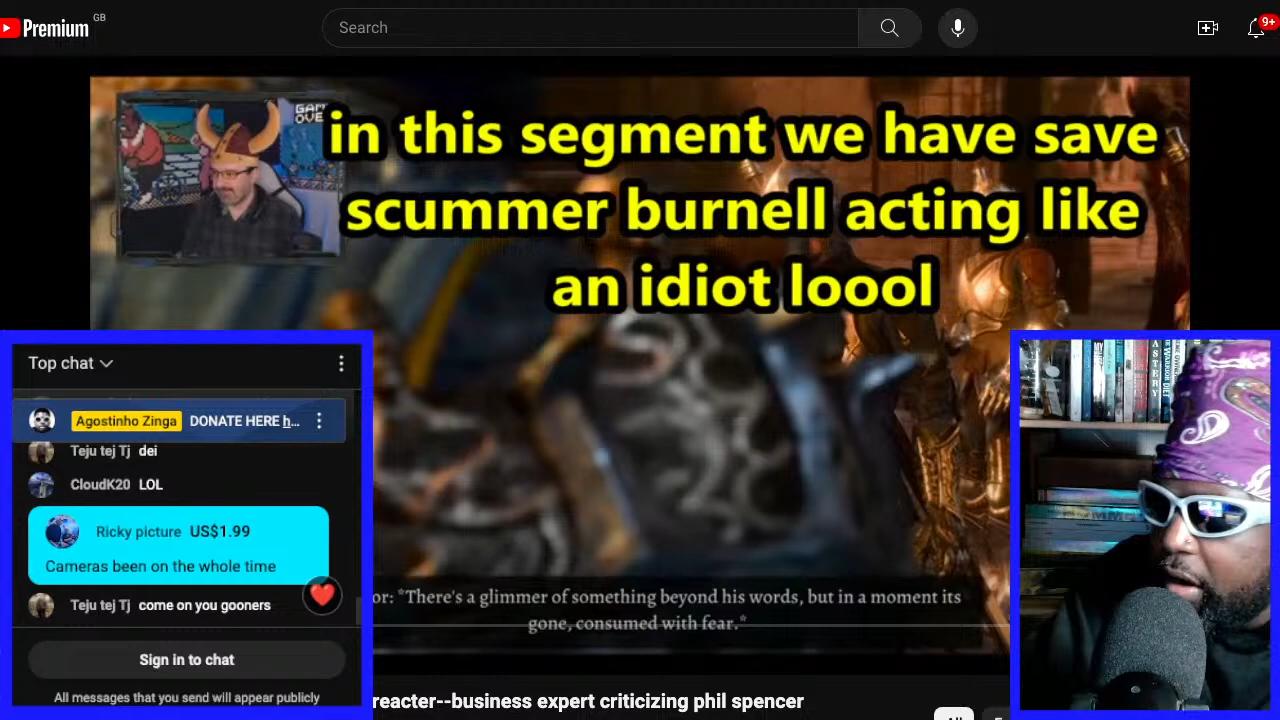 Premium GB
Search
9+
GAME
OVER
in this segment we have save
scummer burnell acting like
an idiot loool
Top chat
Agostinho Zinga DONATE HERE h...
Teju tej Tj dei
CloudK20 LOL
Ricky picture US$1.99
Cameras been on the whole time
Teju tej Tj come on you gooners
Sign in to chat
All messages that you send will appear publicly
or: *There's a glimmer of something beyond his words, but in a moment its
gone, consumed with fear.*
reacter--business expert criticizing phil spencer
All